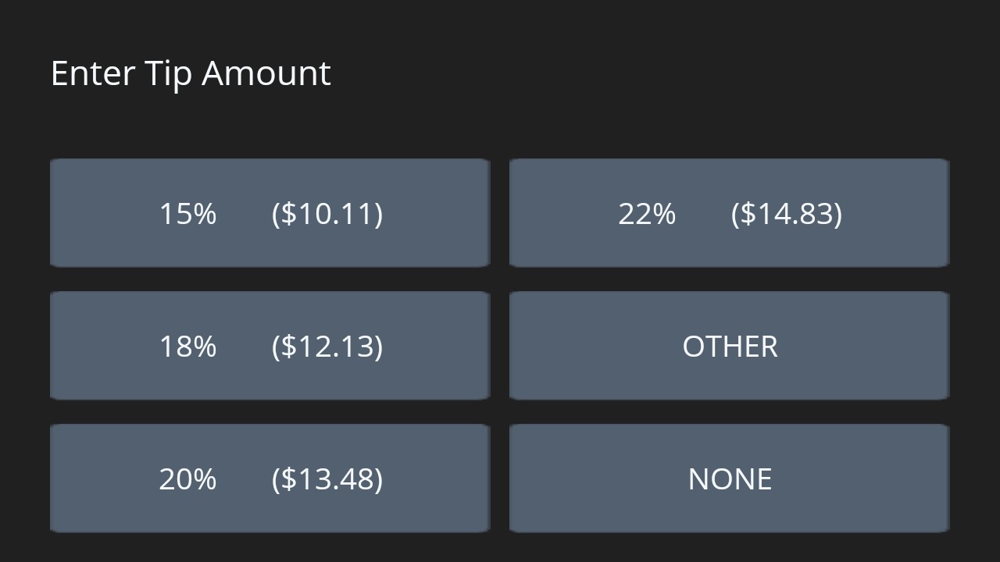 Enter Tip Amount
15% ($10.11)
22% ($14.83)
18% ($12.13)
OTHER
20% ($13.48)
NONE